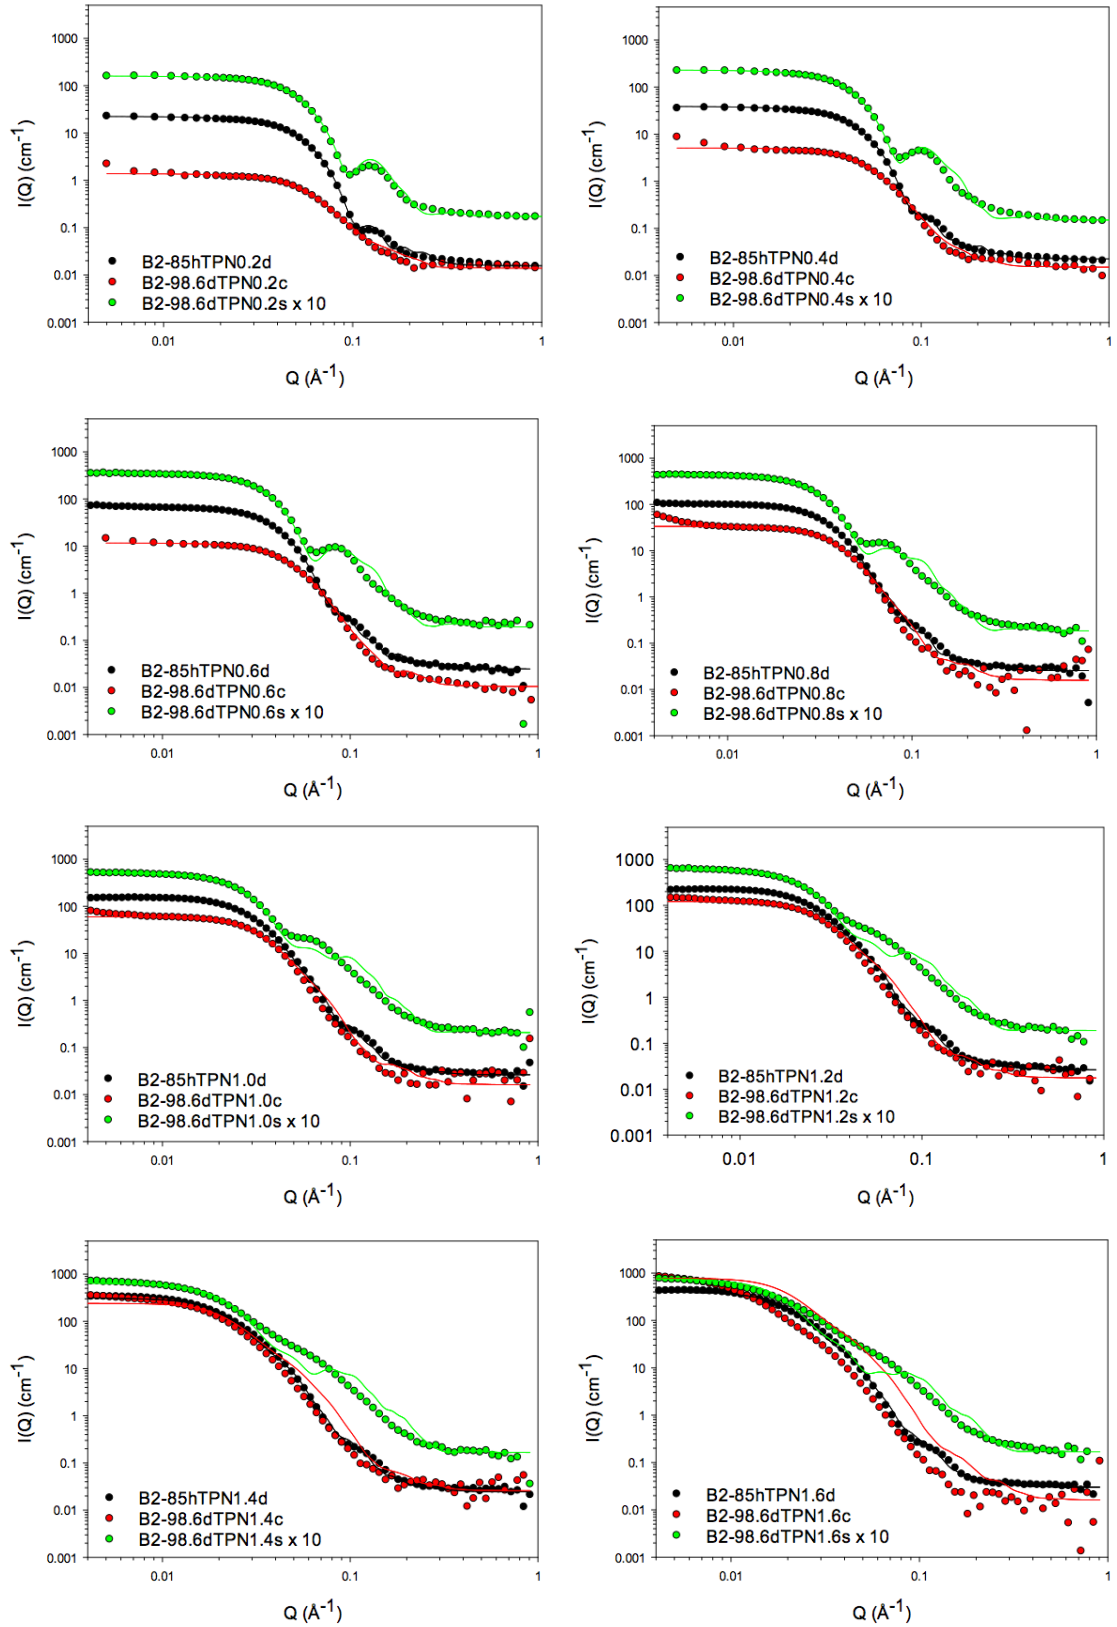 1000
100
10
1
0.1
0.01
0.001
I(Q) (cm⁻¹)
B2-85hTPN0.2d
B2-98.6dTPN0.2c
B2-98.6dTPN0.2s x 10
0.01 0.1 1
Q (Å⁻¹)
1000
100
10
1
0.1
0.01
0.001
I(Q) (cm⁻¹)
B2-85hTPN0.4d
B2-98.6dTPN0.4c
B2-98.6dTPN0.4s x 10
0.01 0.1 1
Q (Å⁻¹)
1000
100
10
1
0.1
0.01
0.001
I(Q) (cm⁻¹)
B2-85hTPN0.6d
B2-98.6dTPN0.6c
B2-98.6dTPN0.6s x 10
0.01 0.1 1
Q (Å⁻¹)
1000
100
10
1
0.1
0.01
0.001
I(Q) (cm⁻¹)
B2-85hTPN0.8d
B2-98.6dTPN0.8c
B2-98.6dTPN0.8s x 10
0.01 0.1 1
Q (Å⁻¹)
1000
100
10
1
0.1
0.01
0.001
I(Q) (cm⁻¹)
B2-85hTPN1.0d
B2-98.6dTPN1.0c
B2-98.6dTPN1.0s x 10
0.01 0.1 1
Q (Å⁻¹)
1000
100
10
1
0.1
0.01
0.001
I(Q) (cm⁻¹)
B2-85hTPN1.2d
B2-98.6dTPN1.2c
B2-98.6dTPN1.2s x 10
0.01 0.1 1
Q (Å⁻¹)
1000
100
10
1
0.1
0.01
0.001
I(Q) (cm⁻¹)
B2-85hTPN1.4d
B2-98.6dTPN1.4c
B2-98.6dTPN1.4s x 10
0.01 0.1 1
Q (Å⁻¹)
1000
100
10
1
0.1
0.01
0.001
I(Q) (cm⁻¹)
B2-85hTPN1.6d
B2-98.6dTPN1.6c
B2-98.6dTPN1.6s x 10
0.01 0.1 1
Q (Å⁻¹)